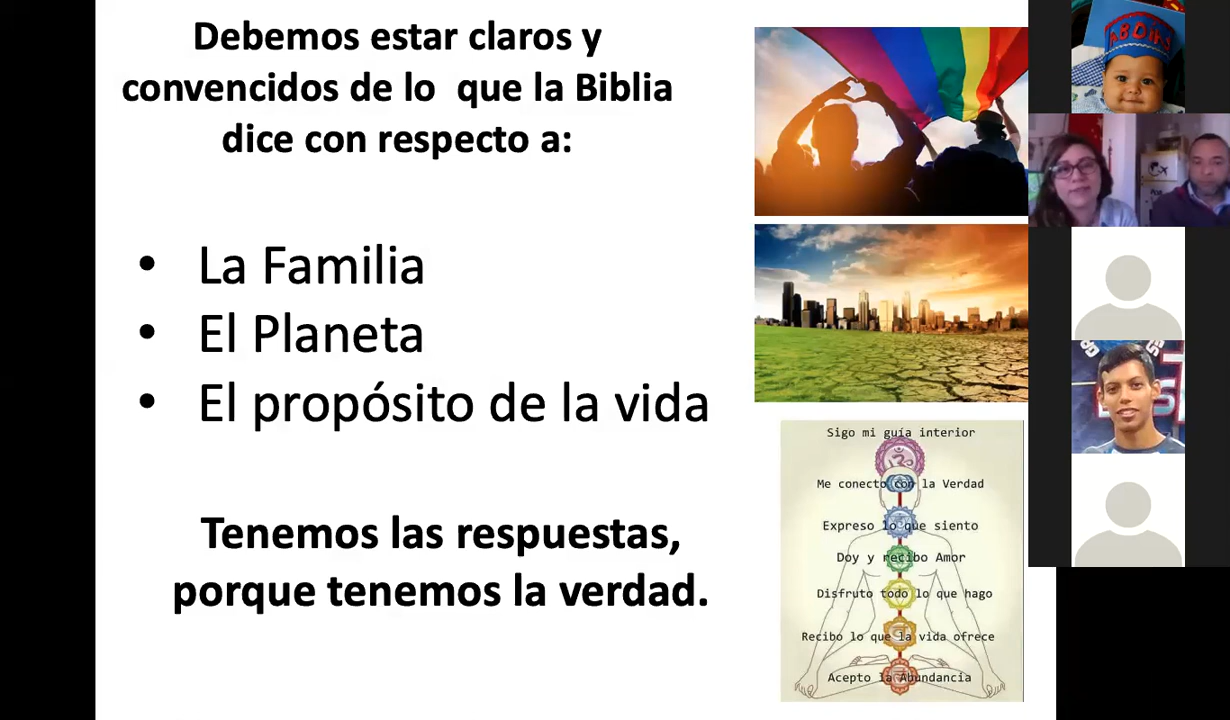 Debemos estar claros y
convencidos de lo que la Biblia
dice con respecto a:
• La Familia
• El Planeta
• El propósito de la vida
Tenemos las respuestas,
porque tenemos la verdad.
Sigo mi guía interior
Me conecto con la Verdad
Expreso lo que siento
Doy y recibo Amor
Disfruto todo lo que hago
Recibo lo que la vida ofrece
Acepto la Abundancia